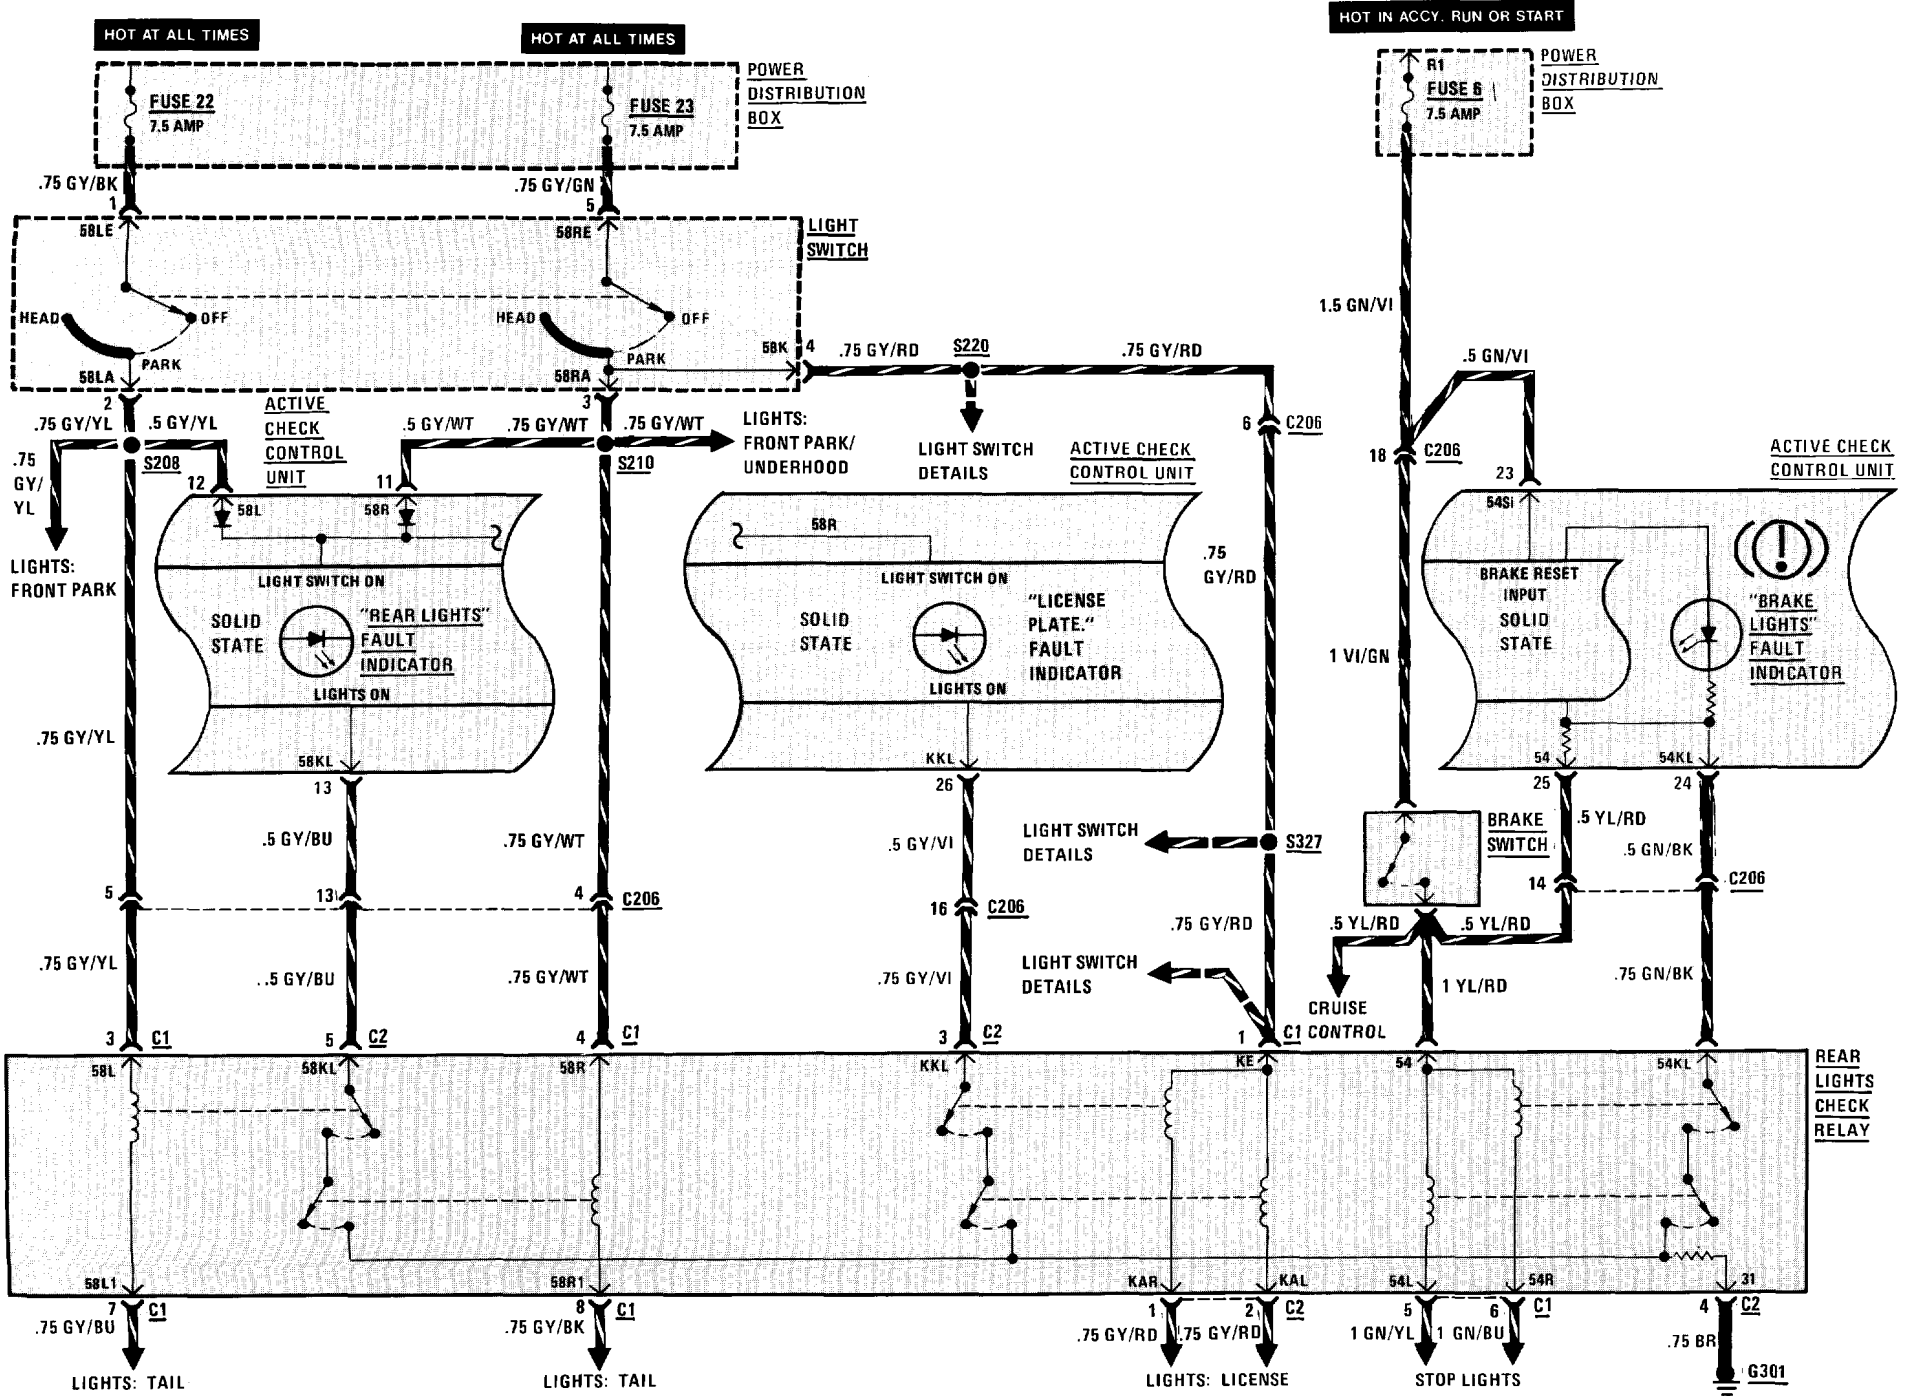 HOT AT ALL TIMES
HOT AT ALL TIMES
HOT IN ACCY. RUN OR START
FUSE 22
7.5 AMP
FUSE 23
7.5 AMP
POWER
DISTRIBUTION
BOX
R1
FUSE 6
7.5 AMP
POWER
DISTRIBUTION
BOX
.75 GY/BK
1
.75 GY/GN
5
58LE
58RE
LIGHT
SWITCH
HEAD
OFF
PARK
HEAD
OFF
PARK
58LA
58RA
58K
4
.75 GY/RD
S220
.75 GY/RD
1.5 GN/VI
.5 GN/VI
2
3
.75 GY/YL
.5 GY/YL
ACTIVE
CHECK
CONTROL
UNIT
.5 GY/WT
.75 GY/WT
.75 GY/WT
LIGHTS:
FRONT PARK/
UNDERHOOD
LIGHT SWITCH
DETAILS
6
C206
18
C206
23
S208
S210
.75
GY/
YL
12
11
ACTIVE CHECK
CONTROL UNIT
ACTIVE CHECK
CONTROL UNIT
LIGHTS:
FRONT PARK
58L
58R
LIGHT SWITCH ON
SOLID
STATE
"REAR LIGHTS"
FAULT
INDICATOR
LIGHTS ON
58KL
13
58R
LIGHT SWITCH ON
SOLID
STATE
"LICENSE
PLATE."
FAULT
INDICATOR
LIGHTS ON
KKL
26
.75
GY/RD
1 VI/GN
54Si
BRAKE RESET
INPUT
SOLID
STATE
"BRAKE
LIGHTS"
FAULT
INDICATOR
54
54KL
25
24
.75 GY/YL
.5 GY/BU
.75 GY/WT
.5 GY/VI
LIGHT SWITCH
DETAILS
S327
BRAKE
SWITCH
.5 YL/RD
.5 GN/BK
5
13
4
C206
16
C206
14
C206
.75 GY/YL
..5 GY/BU
.75 GY/WT
.75 GY/VI
.75 GY/RD
LIGHT SWITCH
DETAILS
.5 YL/RD
.5 YL/RD
CRUISE
CONTROL
1 YL/RD
.75 GN/BK
3
C1
5
C2
4
C1
3
C2
1
C1
58L
58KL
58R
KKL
KE
54
54KL
REAR
LIGHTS
CHECK
RELAY
58L1
58R1
KAR
KAL
54L
54R
31
7
C1
8
C1
1
2
C2
5
6
C1
4
C2
.75 GY/BU
.75 GY/BK
.75 GY/RD
.75 GY/RD
1 GN/YL
1 GN/BU
.75 BR
G301
LIGHTS: TAIL
LIGHTS: TAIL
LIGHTS: LICENSE
STOP LIGHTS